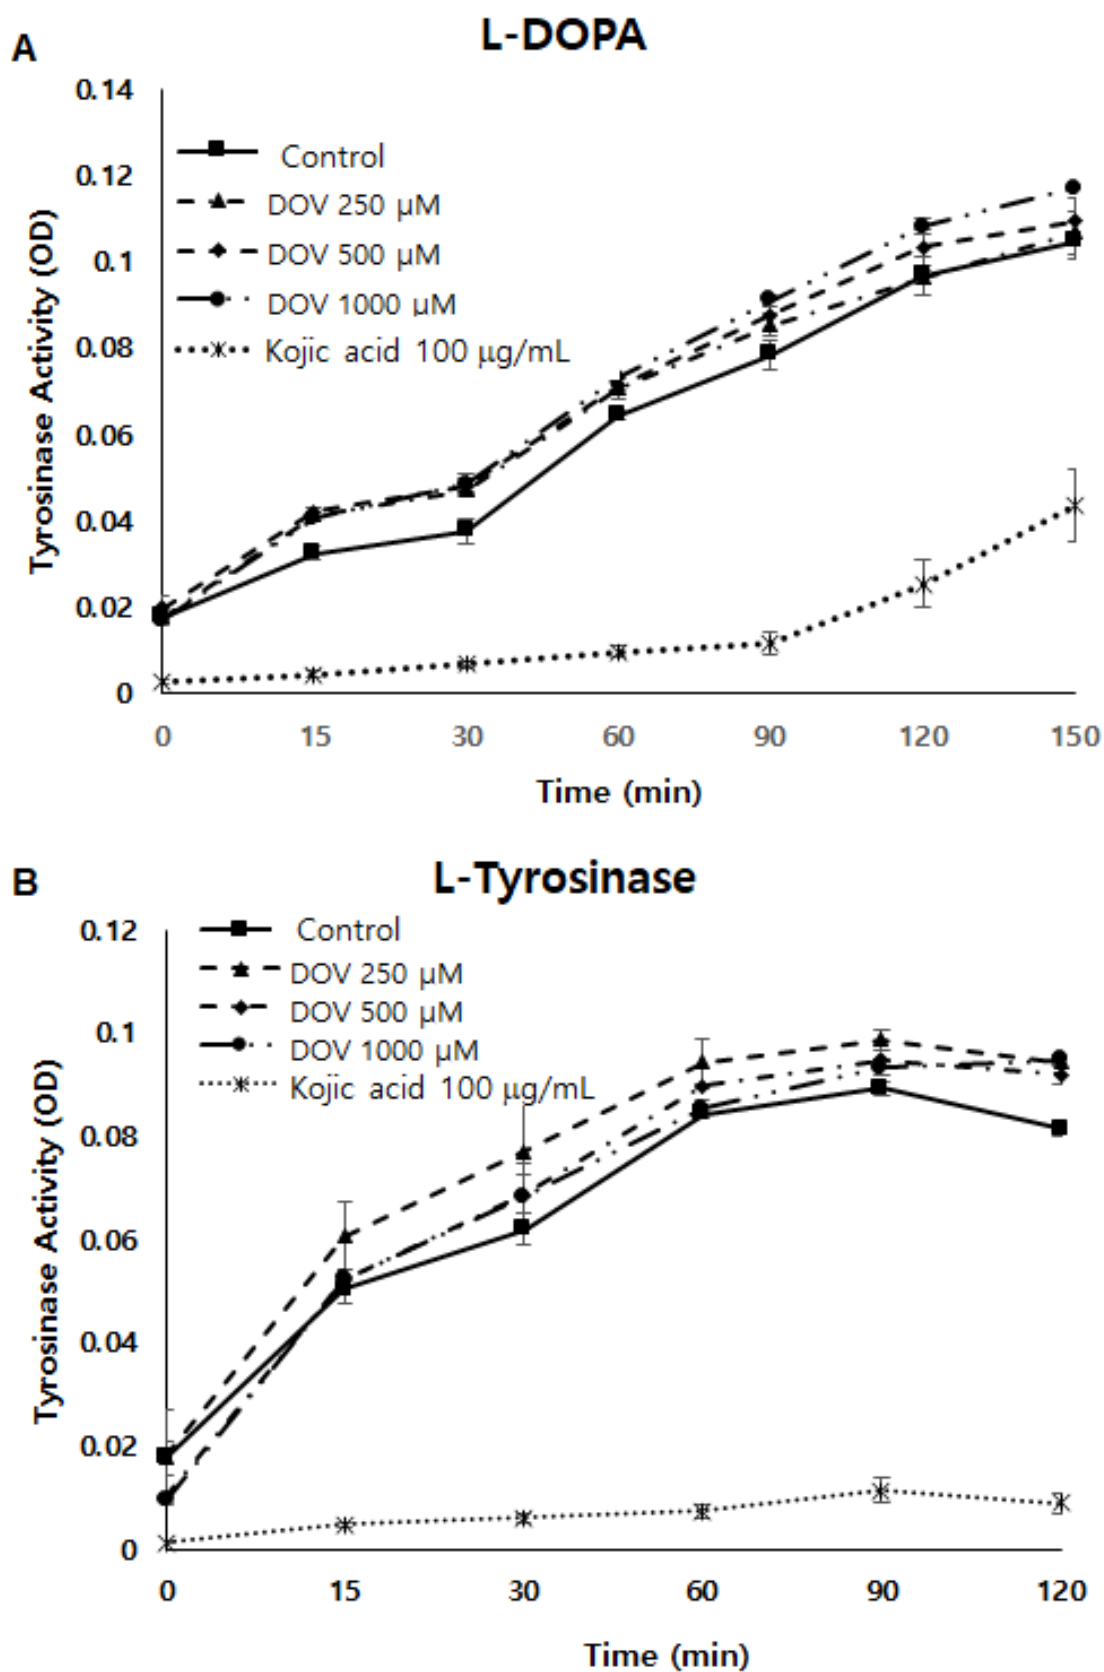 A
L-DOPA
0.14
0.12
0.1
0.08
0.06
0.04
0.02
0
Tyrosinase Activity (OD)
Control
DOV 250 μM
DOV 500 μM
DOV 1000 μM
Kojic acid 100 μg/mL
0 15 30 60 90 120 150
Time (min)
B
L-Tyrosinase
0.12
0.1
0.08
0.06
0.04
0.02
0
Tyrosinase Activity (OD)
Control
DOV 250 μM
DOV 500 μM
DOV 1000 μM
Kojic acid 100 μg/mL
0 15 30 60 90 120
Time (min)